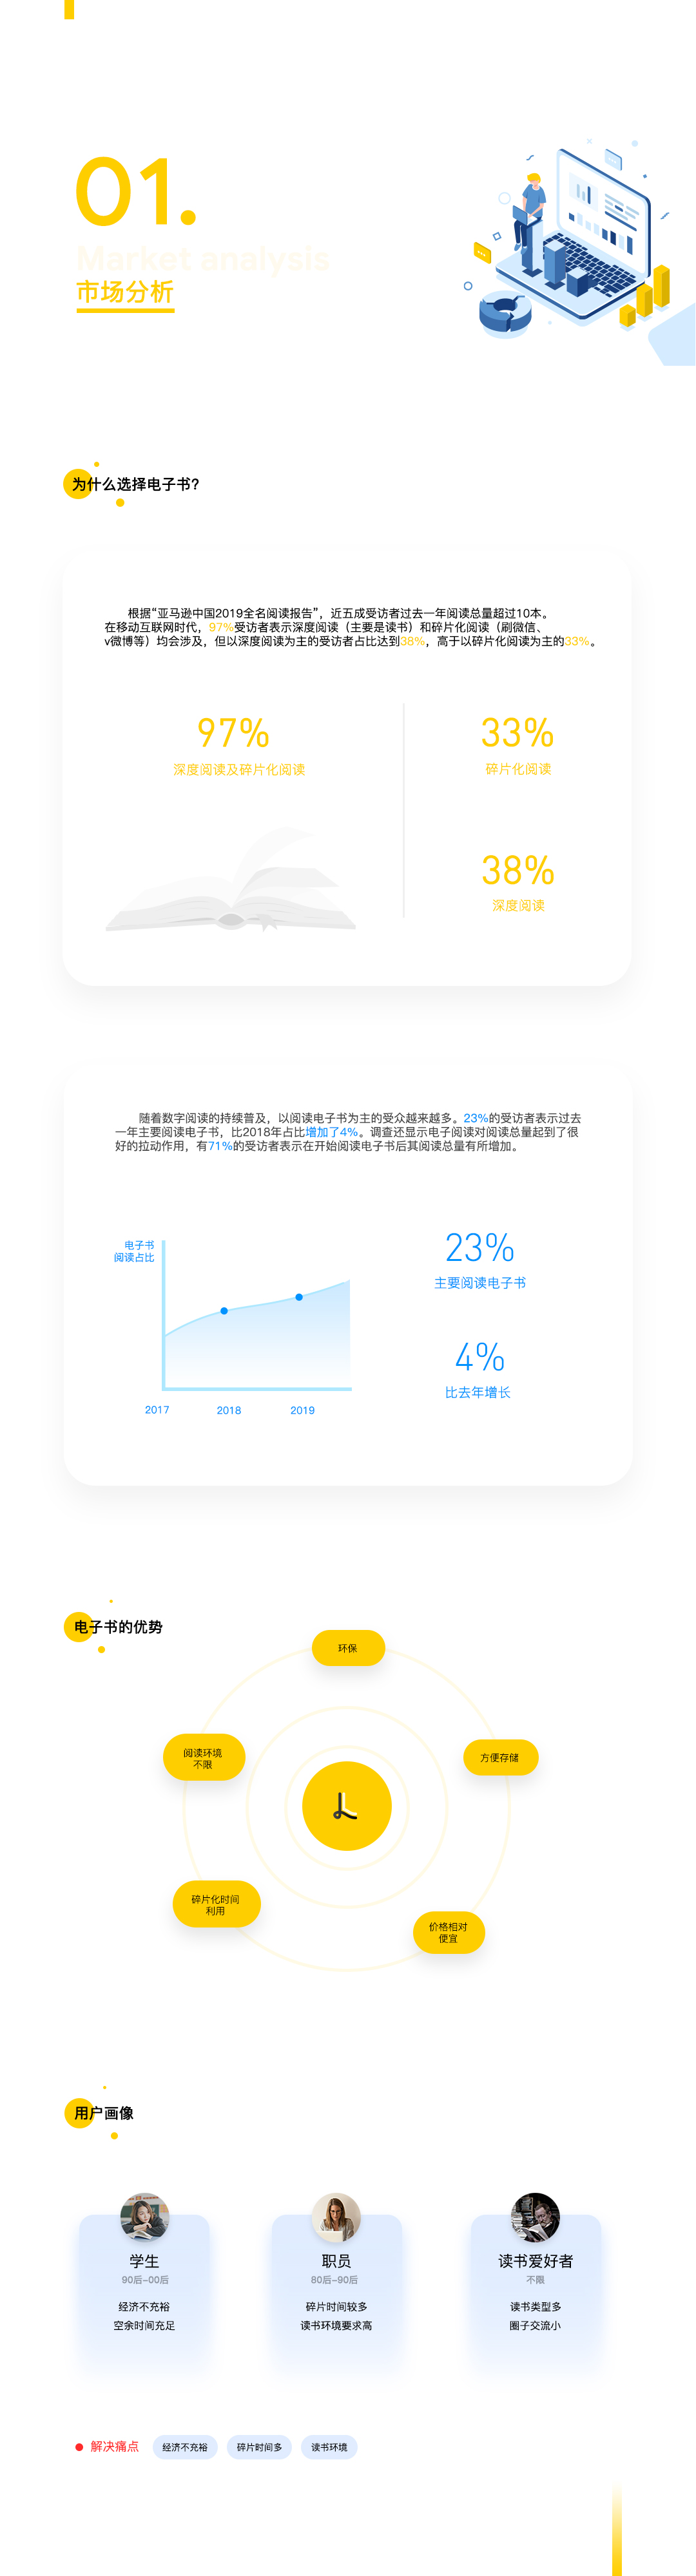 01.
Market analysis
市场分析
为什么选择电子书?
根据“亚马逊中国2019全名阅读报告”，近五成受访者过去一年阅读总量超过10本。
在移动互联网时代，97%受访者表示深度阅读（主要是读书）和碎片化阅读（刷微信、
v微博等）均会涉及，但以深度阅读为主的受访者占比达到38%，高于以碎片化阅读为主的33%。
97%
深度阅读及碎片化阅读
33%
碎片化阅读
38%
深度阅读
随着数字阅读的持续普及，以阅读电子书为主的受众越来越多。23%的受访者表示过去
一年主要阅读电子书，比2018年占比增加了4%。调查还显示电子阅读对阅读总量起到了很
好的拉动作用，有71%的受访者表示在开始阅读电子书后其阅读总量有所增加。
电子书
阅读占比
2017
2018
2019
23%
主要阅读电子书
4%
比去年增长
电子书的优势
环保
阅读环境
不限
方便存储
碎片化时间
利用
价格相对
便宜
用户画像
学生
90后-00后
经济不充裕
空余时间充足
职员
80后-90后
碎片时间较多
读书环境要求高
读书爱好者
不限
读书类型多
圈子交流小
解决痛点
经济不充裕
碎片时间多
读书环境